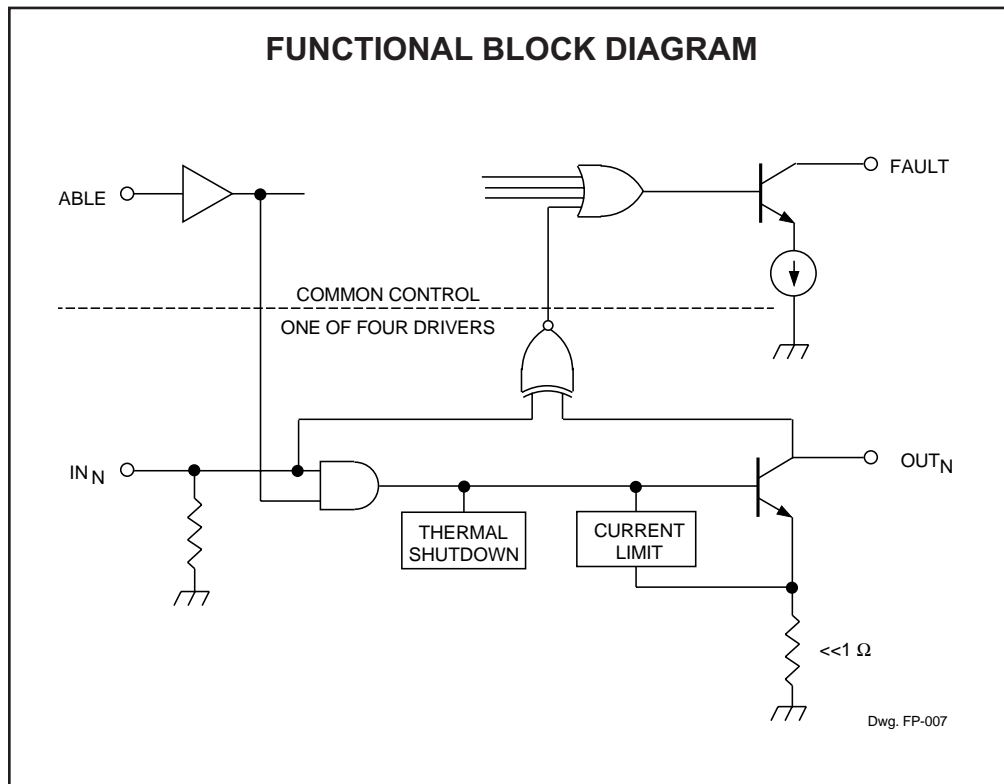 FUNCTIONAL BLOCK DIAGRAM
ABLE
FAULT
COMMON CONTROL
ONE OF FOUR DRIVERS
IN N
OUT N
THERMAL
SHUTDOWN
CURRENT
LIMIT
<<1 Ω
Dwg. FP-007